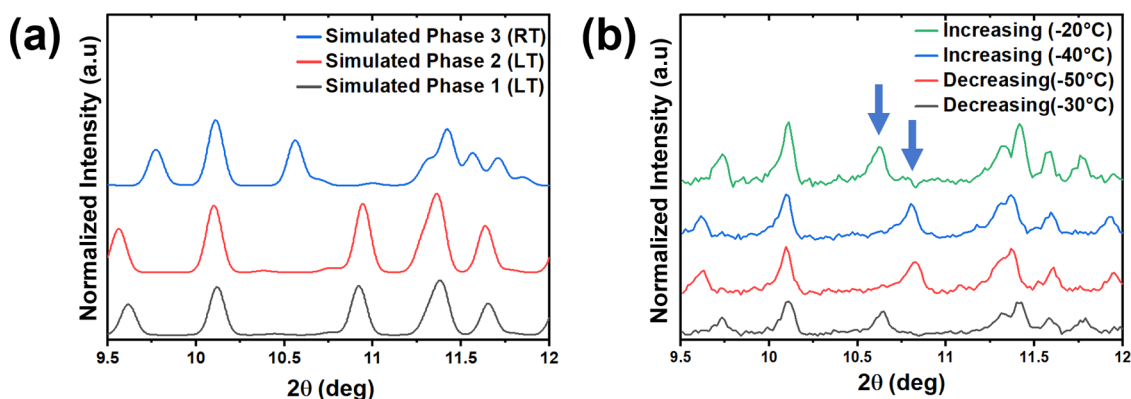 (a)
Simulated Phase 3 (RT)
Simulated Phase 2 (LT)
Simulated Phase 1 (LT)
Normalized Intensity (a.u)
9.5 10 10.5 11 11.5 12
2θ (deg)
(b)
Increasing (-20°C)
Increasing (-40°C)
Decreasing(-50°C)
Decreasing(-30°C)
Normalized Intensity (a.u)
9.5 10 10.5 11 11.5 12
2θ (deg)